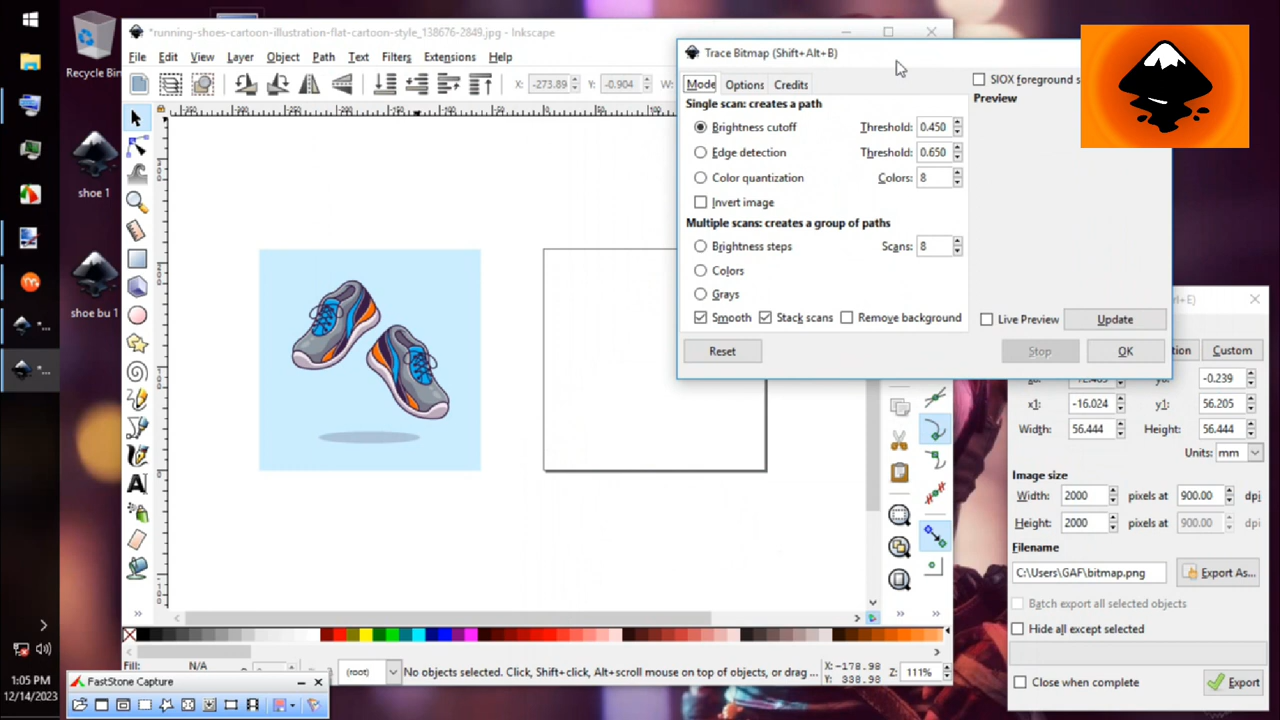 Recycle Bin
shoe 1
shoe bu 1
"...
"...
1:05 PM
12/14/2023
*running-shoes-cartoon-illustration-flat-cartoon-style_138676-2849.jpg - Inkscape
File Edit View Layer Object Path Text Filters Extensions Help
X: -273.89 Y: -0.904 W:
Trace Bitmap (Shift+Alt+B)
Mode Options Credits
SIOX foreground s
Preview
Single scan: creates a path
Brightness cutoff Threshold: 0.450
Edge detection Threshold: 0.650
Color quantization Colors: 8
Invert image
Multiple scans: creates a group of paths
Brightness steps Scans: 8
Colors
Grays
Smooth Stack scans Remove background
Live Preview Update
Reset Stop OK
+E)
tion Custom
-0.239
x1: -16.024 y1: 56.205
Width: 56.444 Height: 56.444
Units: mm
Image size
Width: 2000 pixels at 900.00 dpi
Height: 2000 pixels at 900.00 dpi
Filename
C:\Users\GAF\bitmap.png Export As...
Batch export all selected objects
Hide all except selected
Close when complete Export
Fill: N/A
(root) No objects selected. Click, Shift+click, Alt+scroll mouse on top of objects, or drag ... X: -178.98 Z: 111%
Y: 338.98
FastStone Capture